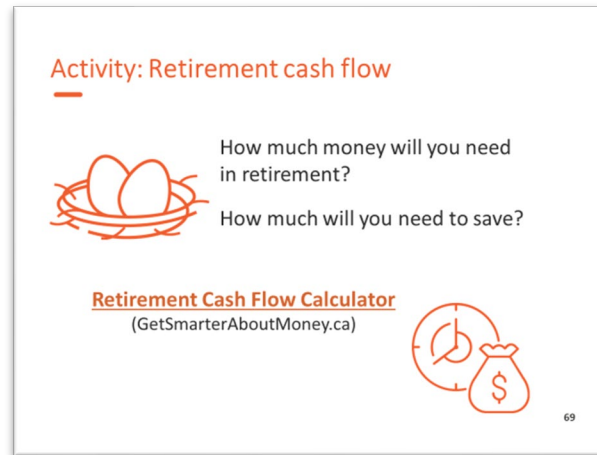 Activity: Retirement cash flow
How much money will you need
in retirement?
How much will you need to save?
Retirement Cash Flow Calculator
(GetSmarterAboutMoney.ca)
$
69